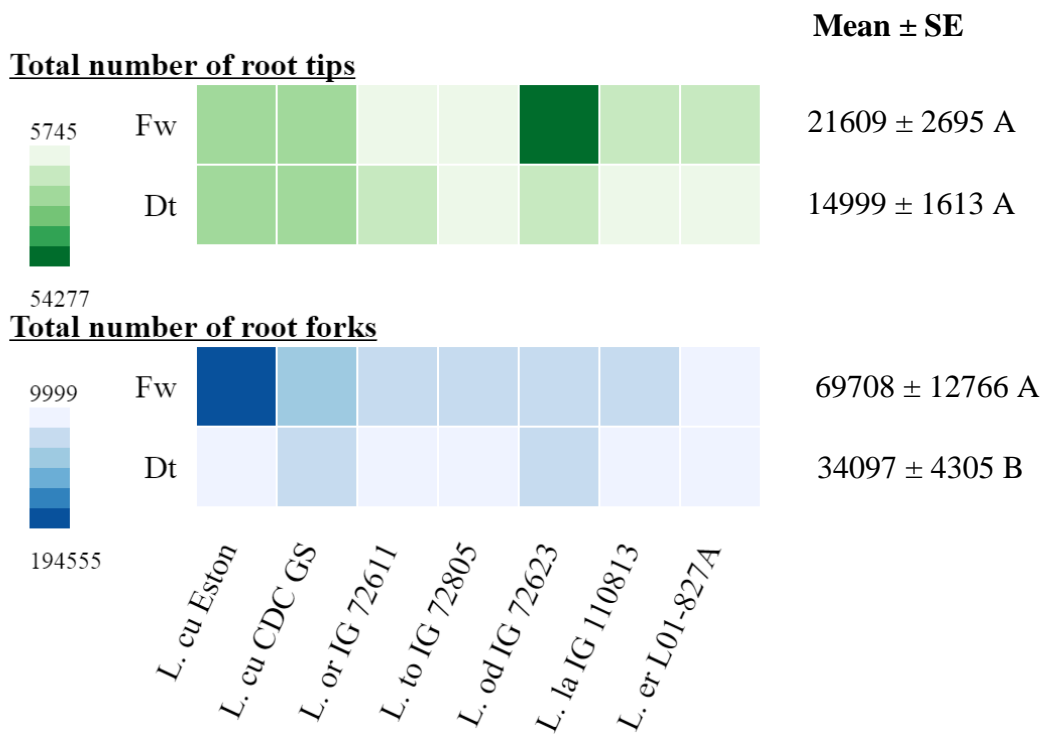 Mean ± SE
Total number of root tips
5745
Fw
21609 ± 2695 A
Dt
14999 ± 1613 A
54277
Total number of root forks
9999
Fw
69708 ± 12766 A
Dt
34097 ± 4305 B
194555
L. cu Eston
L. cu CDC GS
L. or IG 72611
L. to IG 72805
L. od IG 72623
L. la IG 110813
L. er L01-827A